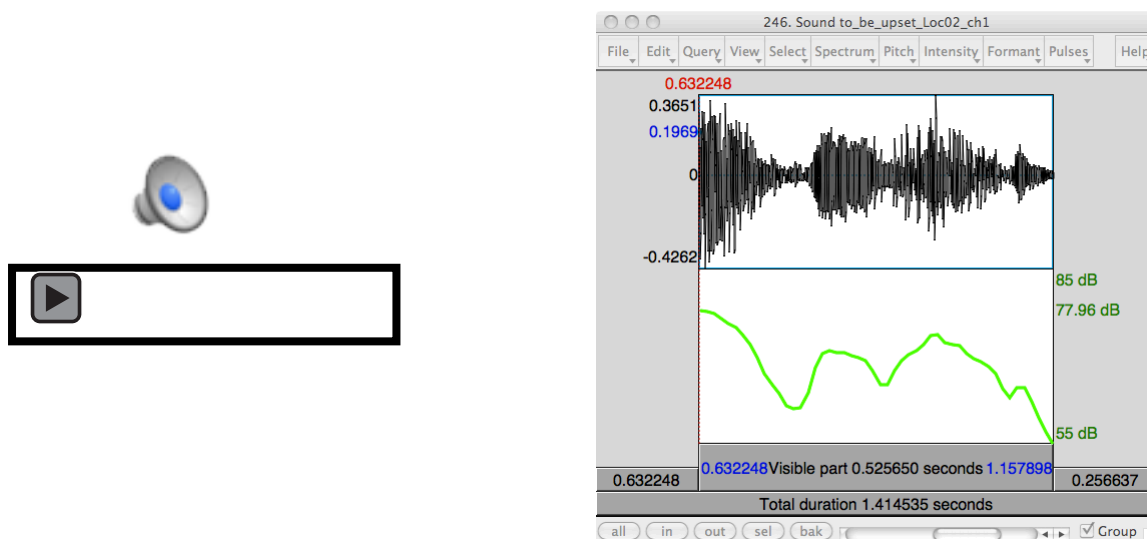 246. Sound to_be_upset_Loc02_ch1
File Edit Query View Select Spectrum Pitch Intensity Formant Pulses Help
0.632248
0.3651
0.1969
0
-0.4262
85 dB
77.96 dB
55 dB
0.632248 0.632248 Visible part 0.525650 seconds 1.157898 0.256637
Total duration 1.414535 seconds
all in out sel bak Group